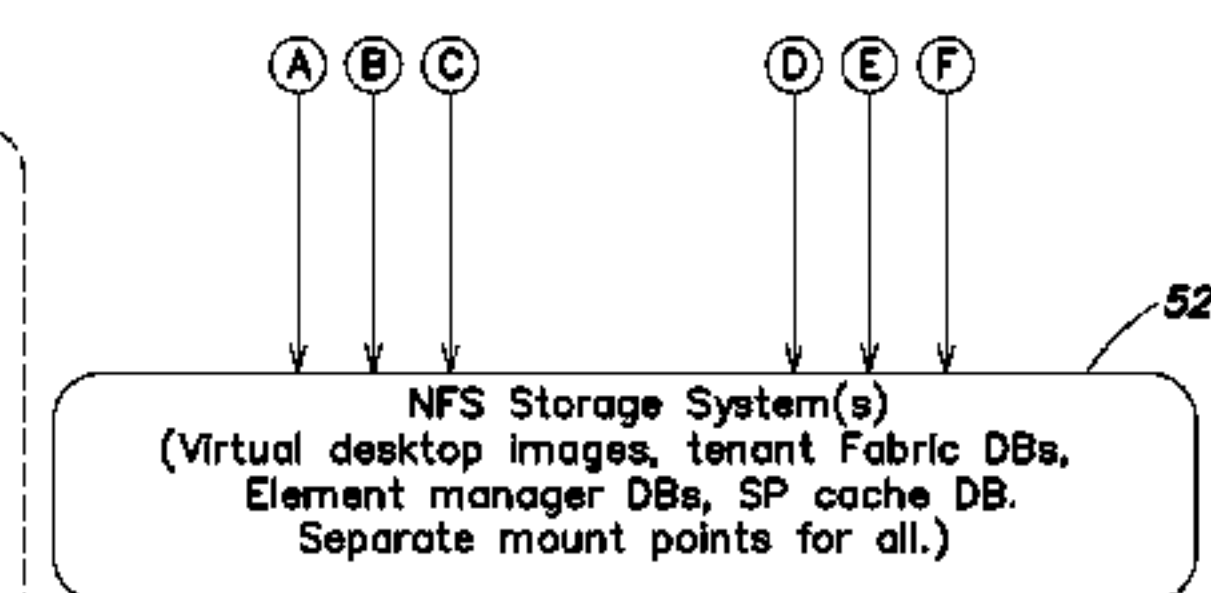 A B C D E F
52
NFS Storage System(s)
(Virtual desktop images, tenant Fabric DBs,
Element manager DBs, SP cache DB.
Separate mount points for all.)